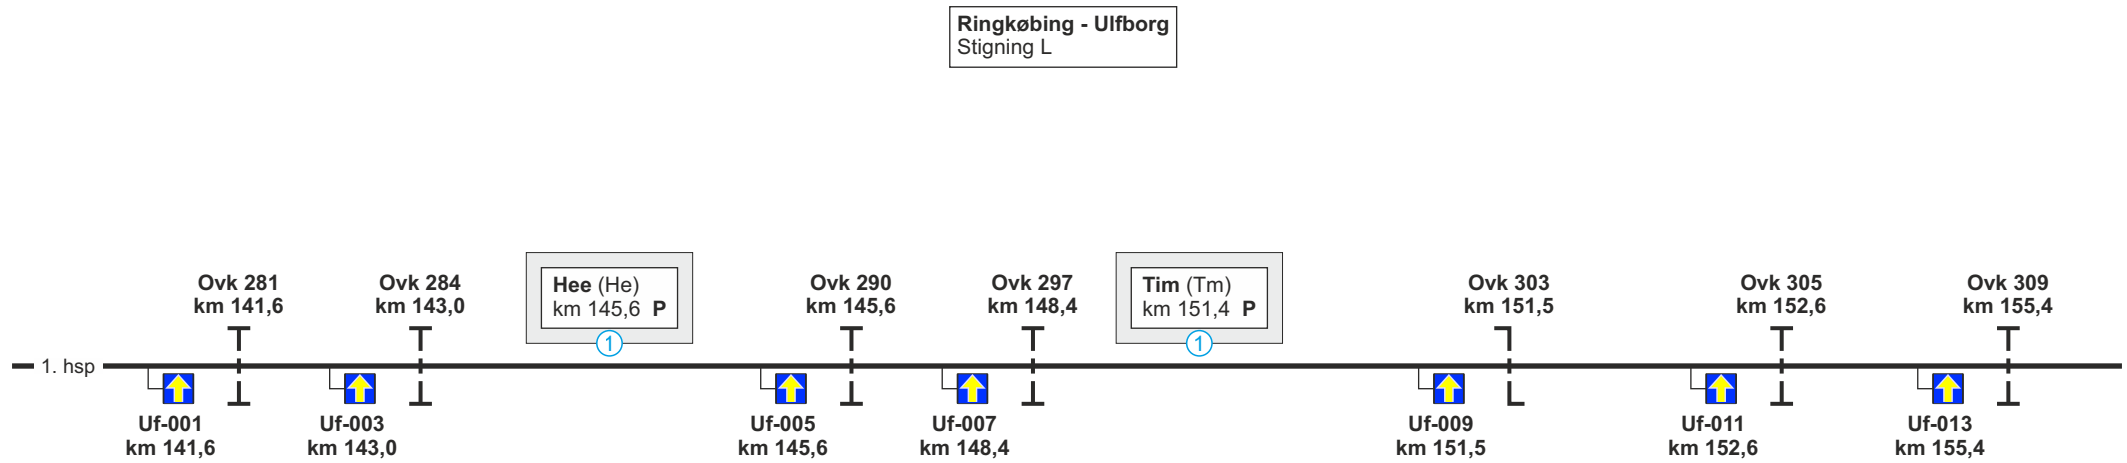 Ringkøbing - Ulfborg
Stigning L
Ovk 281
km 141,6
Ovk 284
km 143,0
Hee (He)
km 145,6 P
1
Ovk 290
km 145,6
Ovk 297
km 148,4
Tim (Tm)
km 151,4 P
1
Ovk 303
km 151,5
Ovk 305
km 152,6
Ovk 309
km 155,4
1. hsp
Uf-001
km 141,6
Uf-003
km 143,0
Uf-005
km 145,6
Uf-007
km 148,4
Uf-009
km 151,5
Uf-011
km 152,6
Uf-013
km 155,4